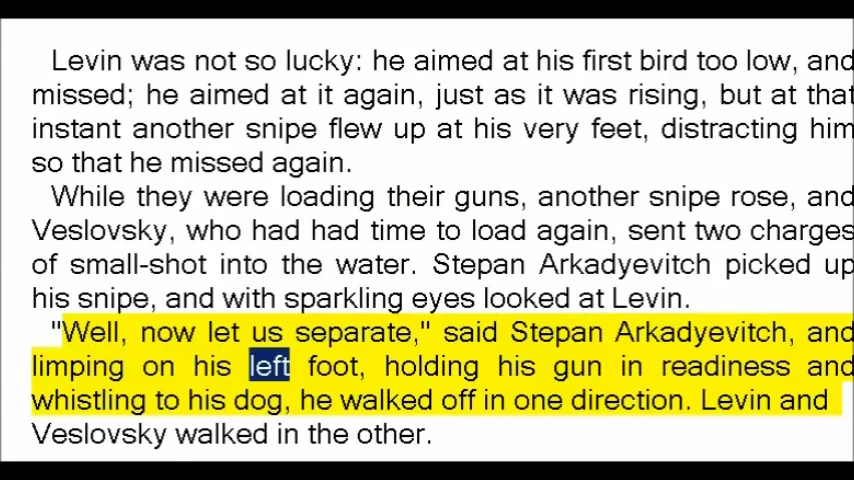 Levin was not so lucky: he aimed at his first bird too low, and
missed; he aimed at it again, just as it was rising, but at that
instant another snipe flew up at his very feet, distracting him
so that he missed again.
While they were loading their guns, another snipe rose, and
Veslovsky, who had had time to load again, sent two charges
of small-shot into the water. Stepan Arkadyevitch picked up
his snipe, and with sparkling eyes looked at Levin.
"Well, now let us separate," said Stepan Arkadyevitch, and
limping on his left foot, holding his gun in readiness and
whistling to his dog, he walked off in one direction. Levin and
Veslovsky walked in the other.